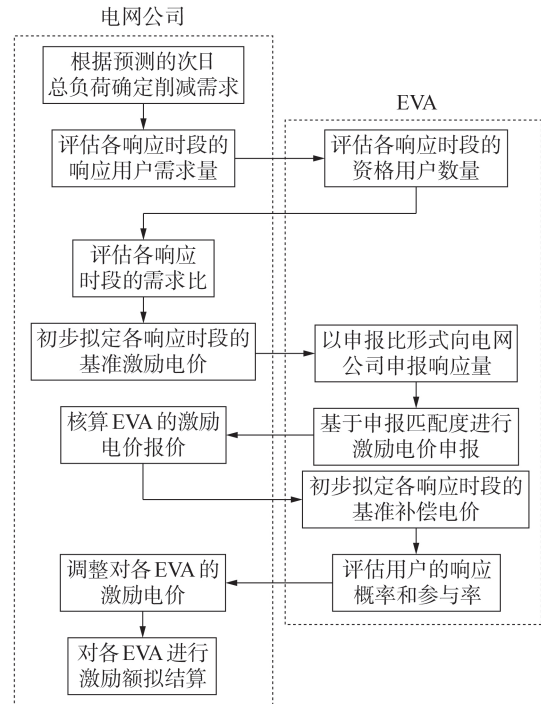 电网公司
根据预测的次日
总负荷确定削减需求
EVA
评估各响应时段的
响应用户需求量
评估各响应时段的
资格用户数量
评估各响应
时段的需求比
初步拟定各响应时段的
基准激励电价
以申报比形式向电网
公司申报响应量
基于申报匹配度进行
激励电价申报
核算EVA的激励
电价报价
初步拟定各响应时段的
基准补偿电价
评估用户的响应
概率和参与率
调整对各EVA的
激励电价
对各EVA进行
激励额拟结算